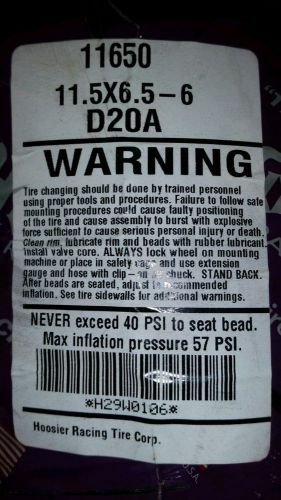 11650
11.5X6.5-6
D20A
WARNING
Tire changing should be done by trained personnel
using proper tools and procedures. Failure to follow safe
mounting procedures could cause faulty positioning
of the tire and cause assembly to burst with explosive
force sufficient to cause serious personal injury or death.
Clean rim, lubricate rim and beads with rubber lubricant.
Install valve core. ALWAYS lock wheel on mounting
machine or place in safety cage and use extension
gauge and hose with clip-on chuck. STAND BACK.
After beads are seated, adjust to recommended
inflation. See tire sidewalls for additional warnings.
NEVER exceed 40 PSI to seat bead.
Max inflation pressure 57 PSI.
*H29W0106*
Hoosier Racing Tire Corp.